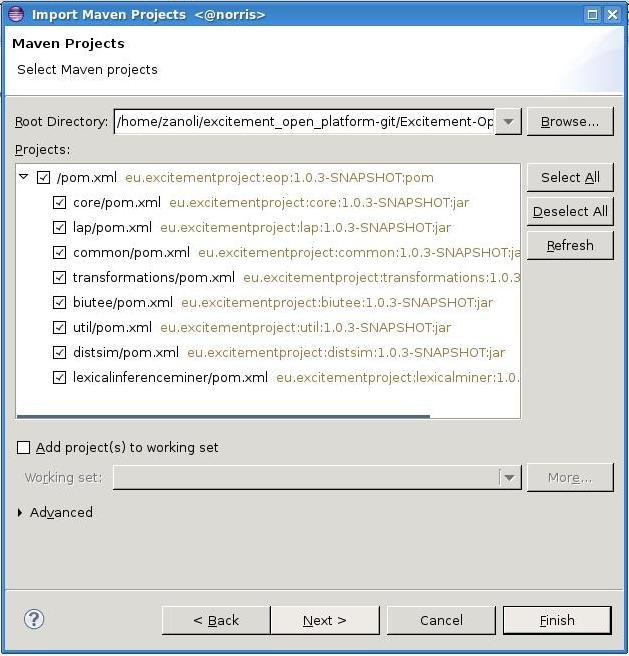 Import Maven Projects <@norris>
Maven Projects
Select Maven projects
Root Directory: /home/zanoli/excitement_open_platform-git/Excitement-Op Browse...
Projects:
/pom.xml eu.excitementproject:eop:1.0.3-SNAPSHOT:pom Select All
core/pom.xml eu.excitementproject:core:1.0.3-SNAPSHOT:jar
lap/pom.xml eu.excitementproject:lap:1.0.3-SNAPSHOT:jar Deselect All
common/pom.xml eu.excitementproject:common:1.0.3-SNAPSHOT:ja Refresh
transformations/pom.xml eu.excitementproject:transformations:1.0.3
biutee/pom.xml eu.excitementproject:biutee:1.0.3-SNAPSHOT:jar
util/pom.xml eu.excitementproject:util:1.0.3-SNAPSHOT:jar
distsim/pom.xml eu.excitementproject:distsim:1.0.3-SNAPSHOT:jar
lexicalinferenceminer/pom.xml eu.excitementproject:lexicalminer:1.0.
Add project(s) to working set
Working set: More...
Advanced
? < Back Next > Cancel Finish